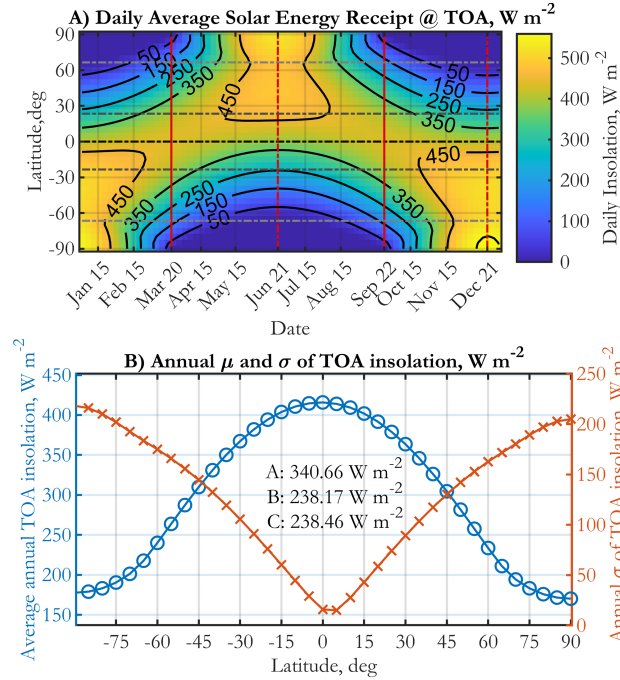 A) Daily Average Solar Energy Receipt @ TOA, W m-2
90
60
30
0
-30
-60
-90
Latitude,deg
50
150
250
350
450
50
150
250
350
450
450
350
250
150
50
350
450
Jan 15
Feb 15
Mar 20
Apr 15
May 15
Jun 21
Jul 15
Aug 15
Sep 22
Oct 15
Nov 15
Dec 21
Date
500
400
300
200
100
0
Daily Insolation, W m-2
B) Annual μ and σ of TOA insolation, W m-2
450
400
350
300
250
200
150
Average annual TOA insolation, W m-2
A: 340.66 W m-2
B: 238.17 W m-2
C: 238.46 W m-2
250
200
150
100
50
0
Annual σ of TOA insolation, W m-2
-75
-60
-45
-30
-15
0
15
30
45
60
75
90
Latitude, deg